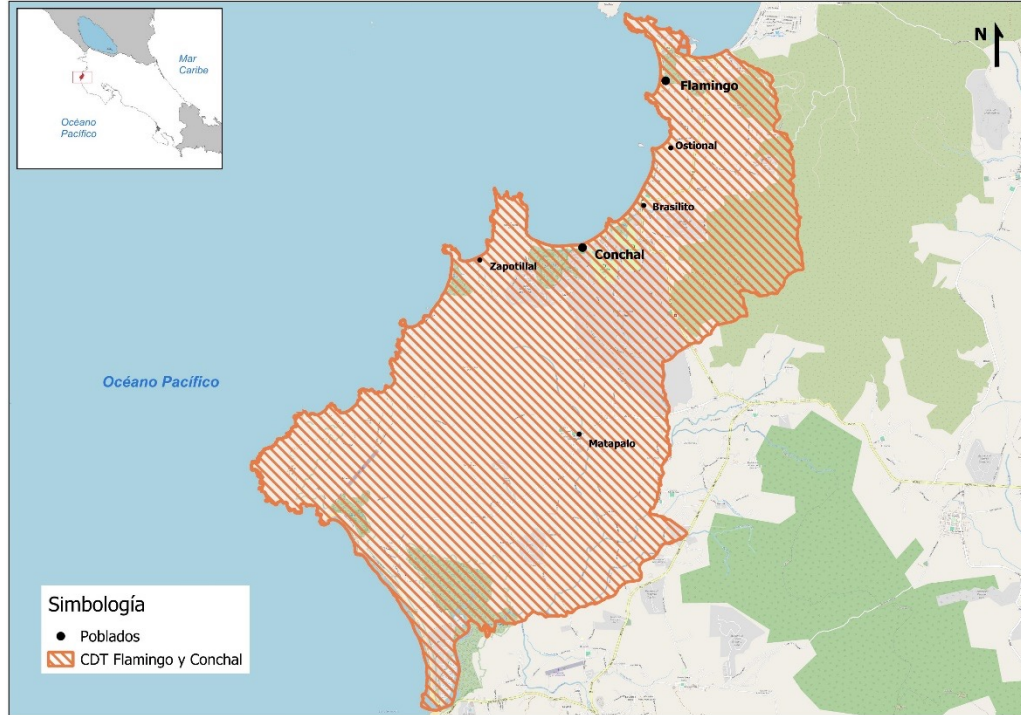 Mar
Caribe
Océano
Pacífico
N
Flamingo
Ostional
Brasilito
Conchal
Zapotillal
Océano Pacífico
Matapalo
Simbología
Poblados
CDT Flamingo y Conchal